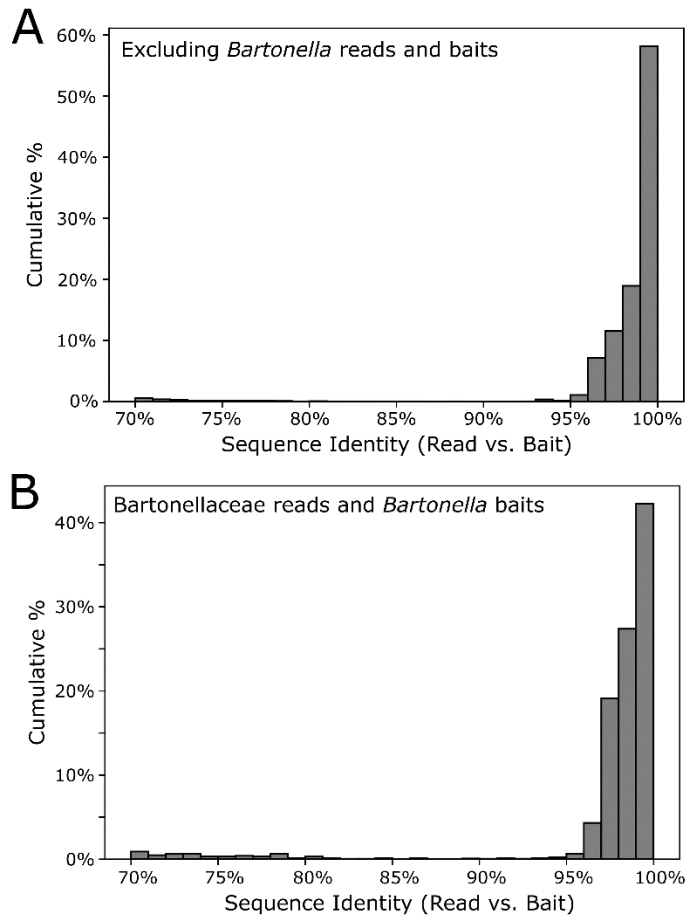 A
Excluding Bartonella reads and baits
60%
50%
40%
30%
20%
10%
0%
Cumulative %
70% 75% 80% 85% 90% 95% 100%
Sequence Identity (Read vs. Bait)
B
Bartonellaceae reads and Bartonella baits
40%
30%
20%
10%
0%
Cumulative %
70% 75% 80% 85% 90% 95% 100%
Sequence Identity (Read vs. Bait)